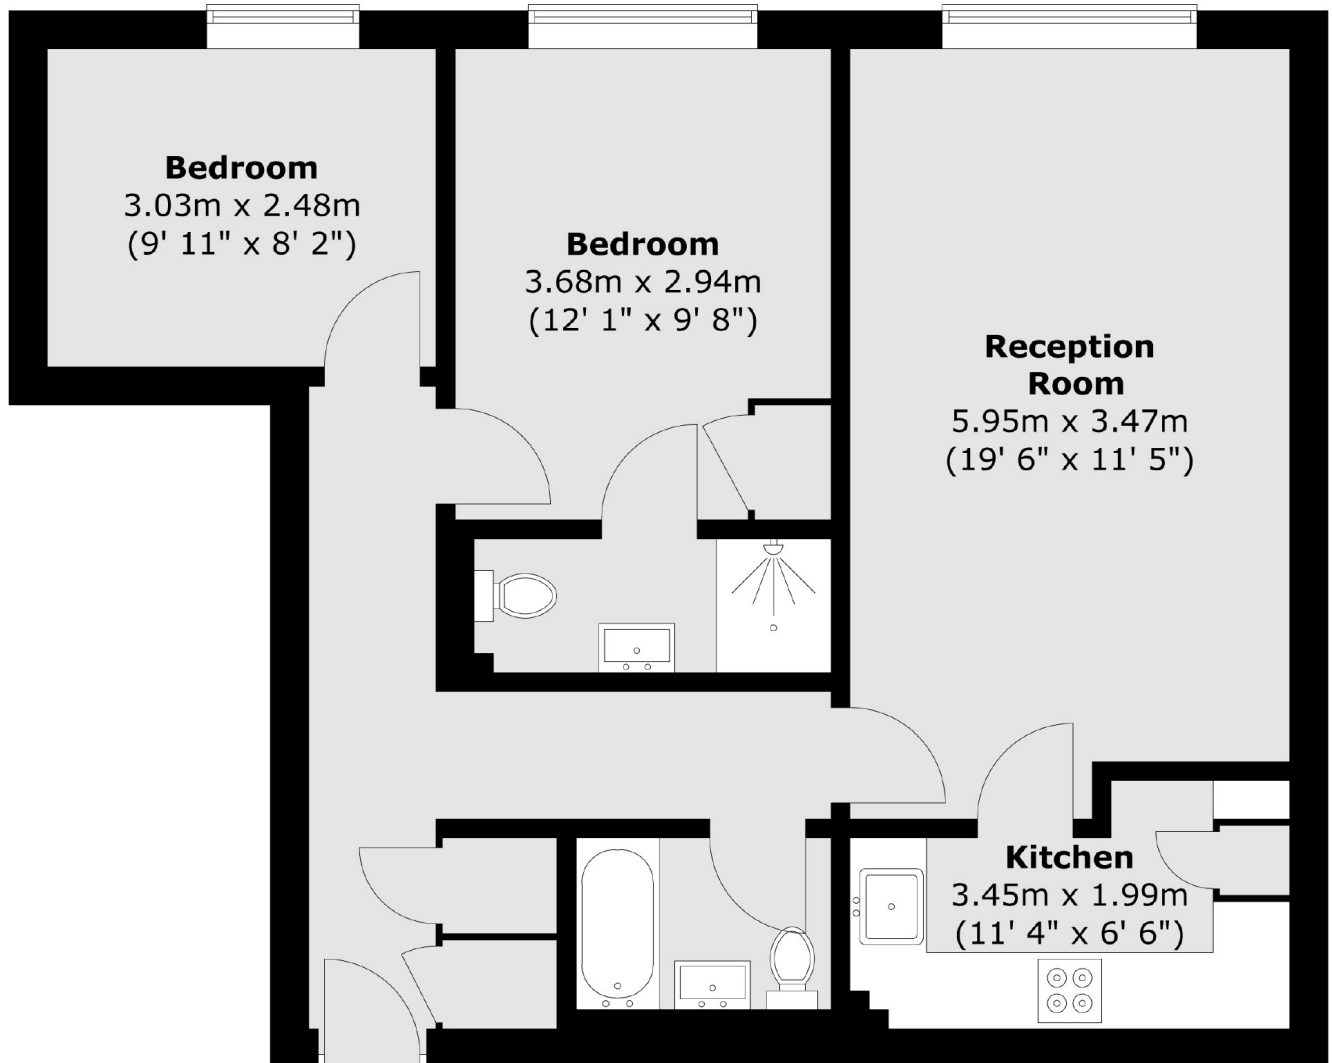 Bedroom
3.03m x 2.48m
(9' 11" x 8' 2")
Bedroom
3.68m x 2.94m
(12' 1" x 9' 8")
Reception
Room
5.95m x 3.47m
(19' 6" x 11' 5")
Kitchen
3.45m x 1.99m
(11' 4" x 6' 6")